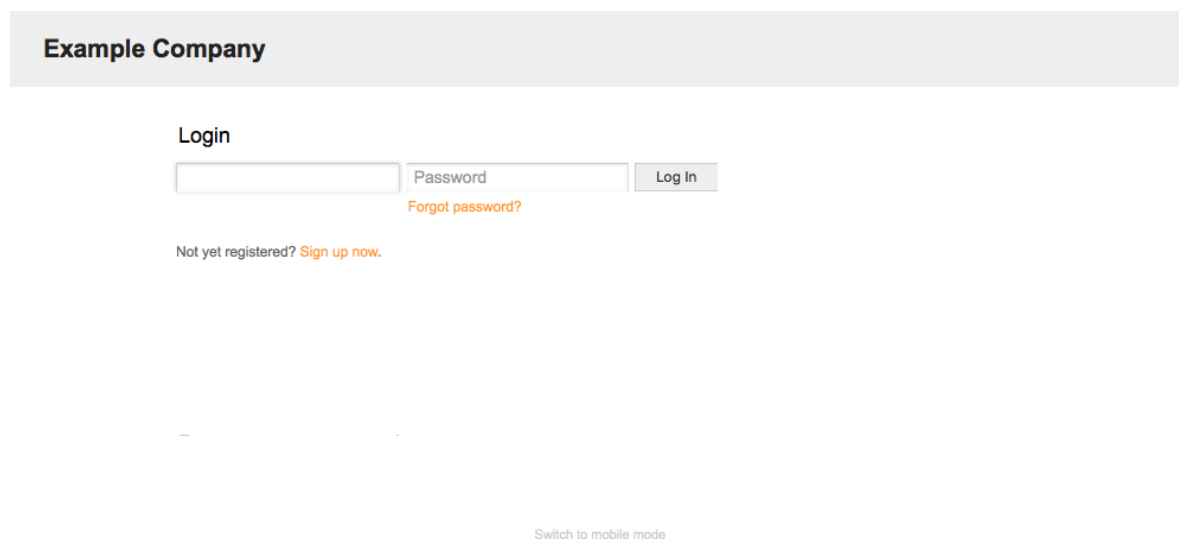 Example Company
Login
Password
Log In
Forgot password?
Not yet registered? Sign up now.
Switch to mobile mode